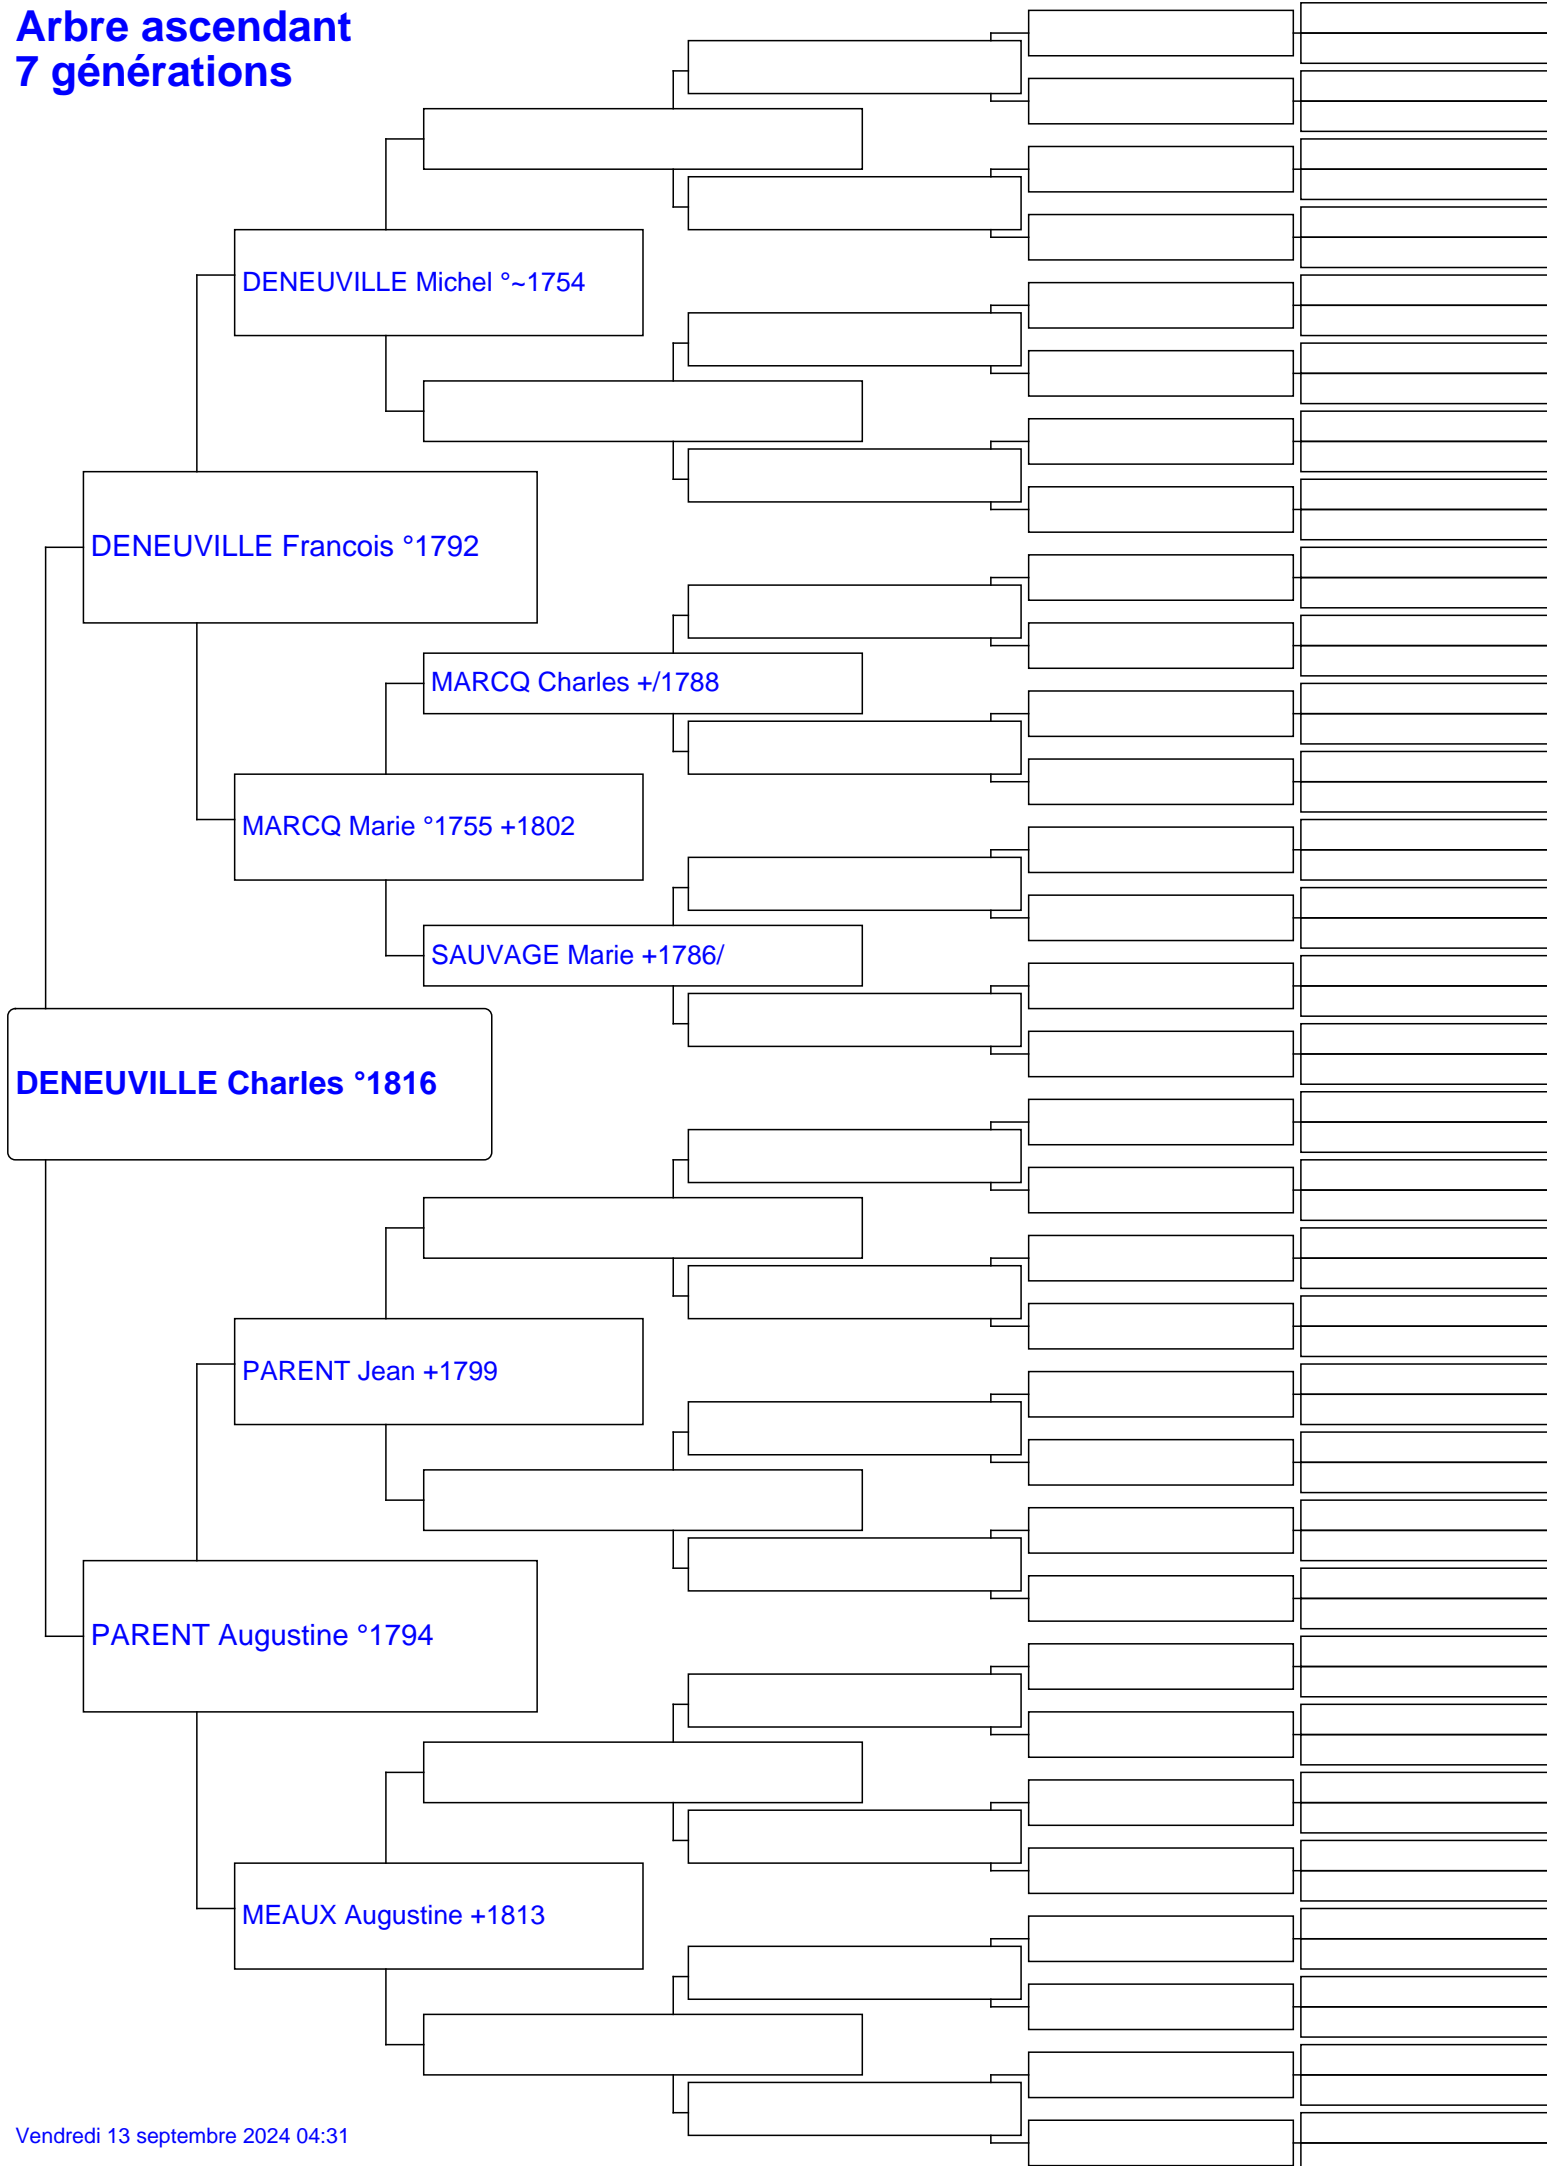 Arbre ascendant
7 générations
DENEUVILLE Michel °~1754
DENEUVILLE Francois °1792
MARCQ Charles +/1788
MARCQ Marie °1755 +1802
SAUVAGE Marie +1786/
DENEUVILLE Charles °1816
PARENT Jean +1799
PARENT Augustine °1794
MEAUX Augustine +1813
Vendredi 13 septembre 2024 04:31